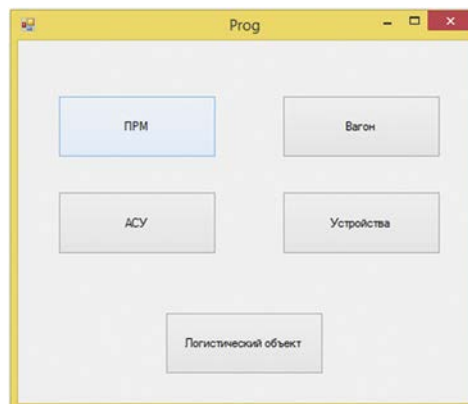 Prog
ПРМ
Вагон
АСУ
Устройства
Логистический объект